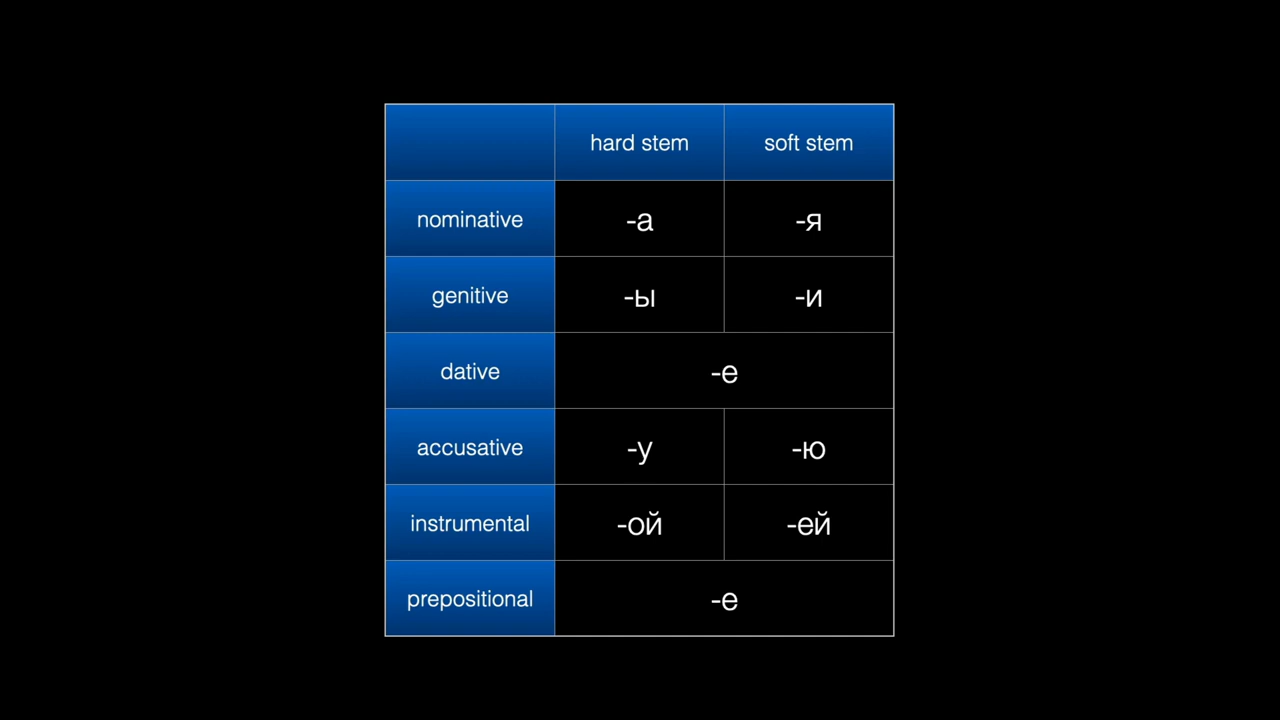 hard stem soft stem
nominative -а -я
genitive -ы -и
dative -е
accusative -у -ю
instrumental -ой -ей
prepositional -е